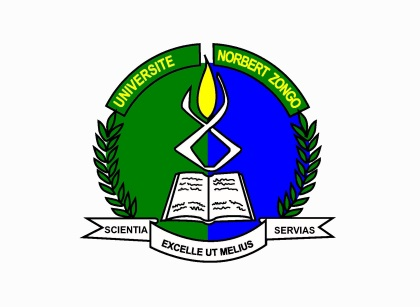 UNIVERSITE NORBERT ZONGO
SCIENTIA EXCELLE UT MELIUS SERVIAS